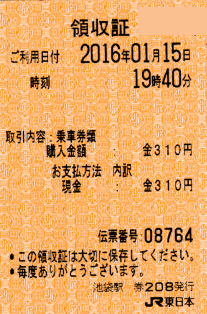 領収証
ご利用日付 2016年01月15日
時刻 19時40分
取引内容：乗車券類
購入金額 ： 金310円
お支払方法 内訳
現金 ： 金310円
伝票番号 08764
•この領収証は大切に保存してください。
•毎度ありがとうございます。
池袋駅 券208発行
JR東日本